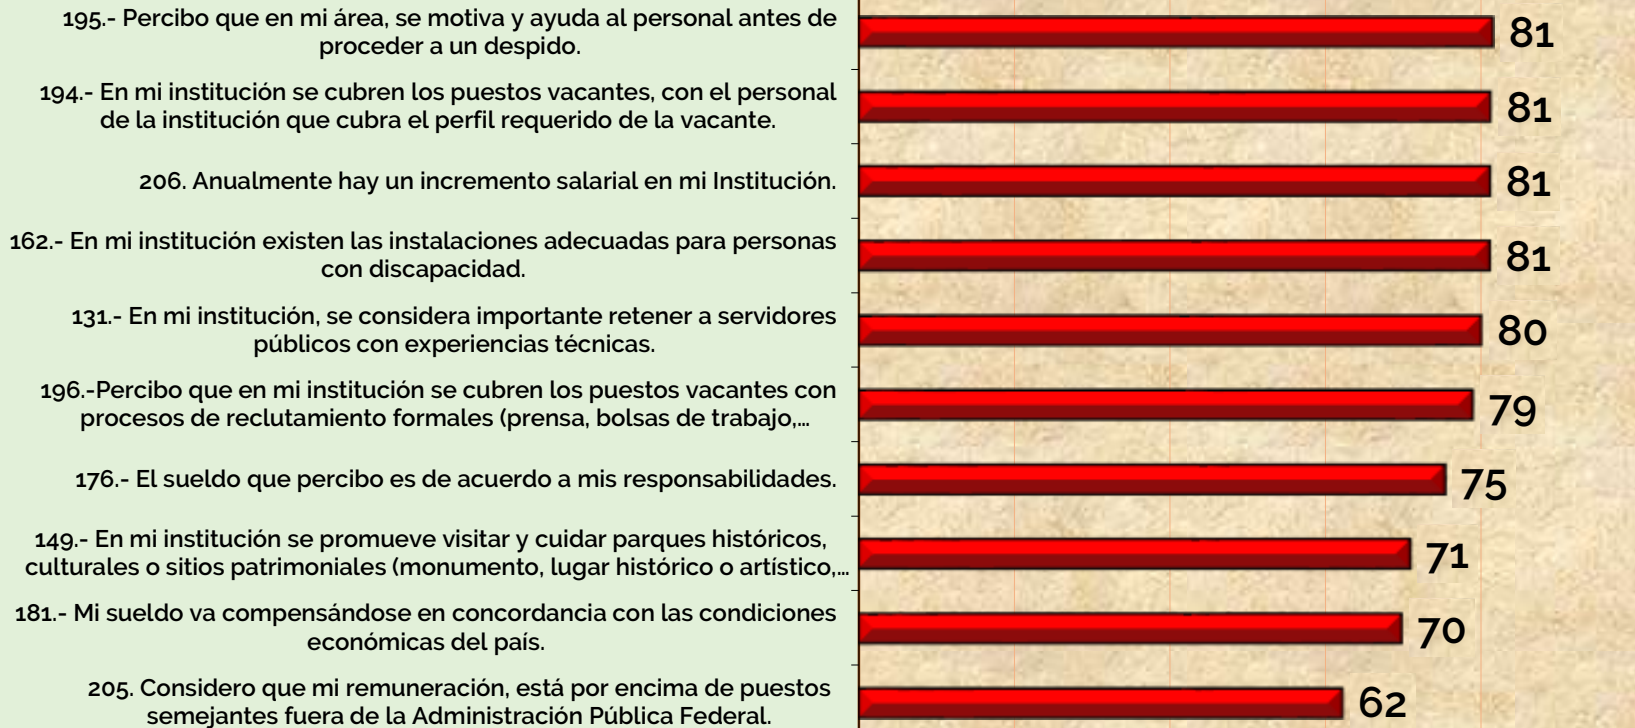 195.- Percibo que en mi área, se motiva y ayuda al personal antes de
proceder a un despido.
81
194.- En mi institución se cubren los puestos vacantes, con el personal
de la institución que cubra el perfil requerido de la vacante.
81
206. Anualmente hay un incremento salarial en mi Institución.
81
162.- En mi institución existen las instalaciones adecuadas para personas
con discapacidad.
81
131.- En mi institución, se considera importante retener a servidores
públicos con experiencias técnicas.
80
196.-Percibo que en mi institución se cubren los puestos vacantes con
procesos de reclutamiento formales (prensa, bolsas de trabajo,…
79
176.- El sueldo que percibo es de acuerdo a mis responsabilidades.
75
149.- En mi institución se promueve visitar y cuidar parques históricos,
culturales o sitios patrimoniales (monumento, lugar histórico o artístico,…
71
181.- Mi sueldo va compensándose en concordancia con las condiciones
económicas del país.
70
205. Considero que mi remuneración, está por encima de puestos
semejantes fuera de la Administración Pública Federal.
62